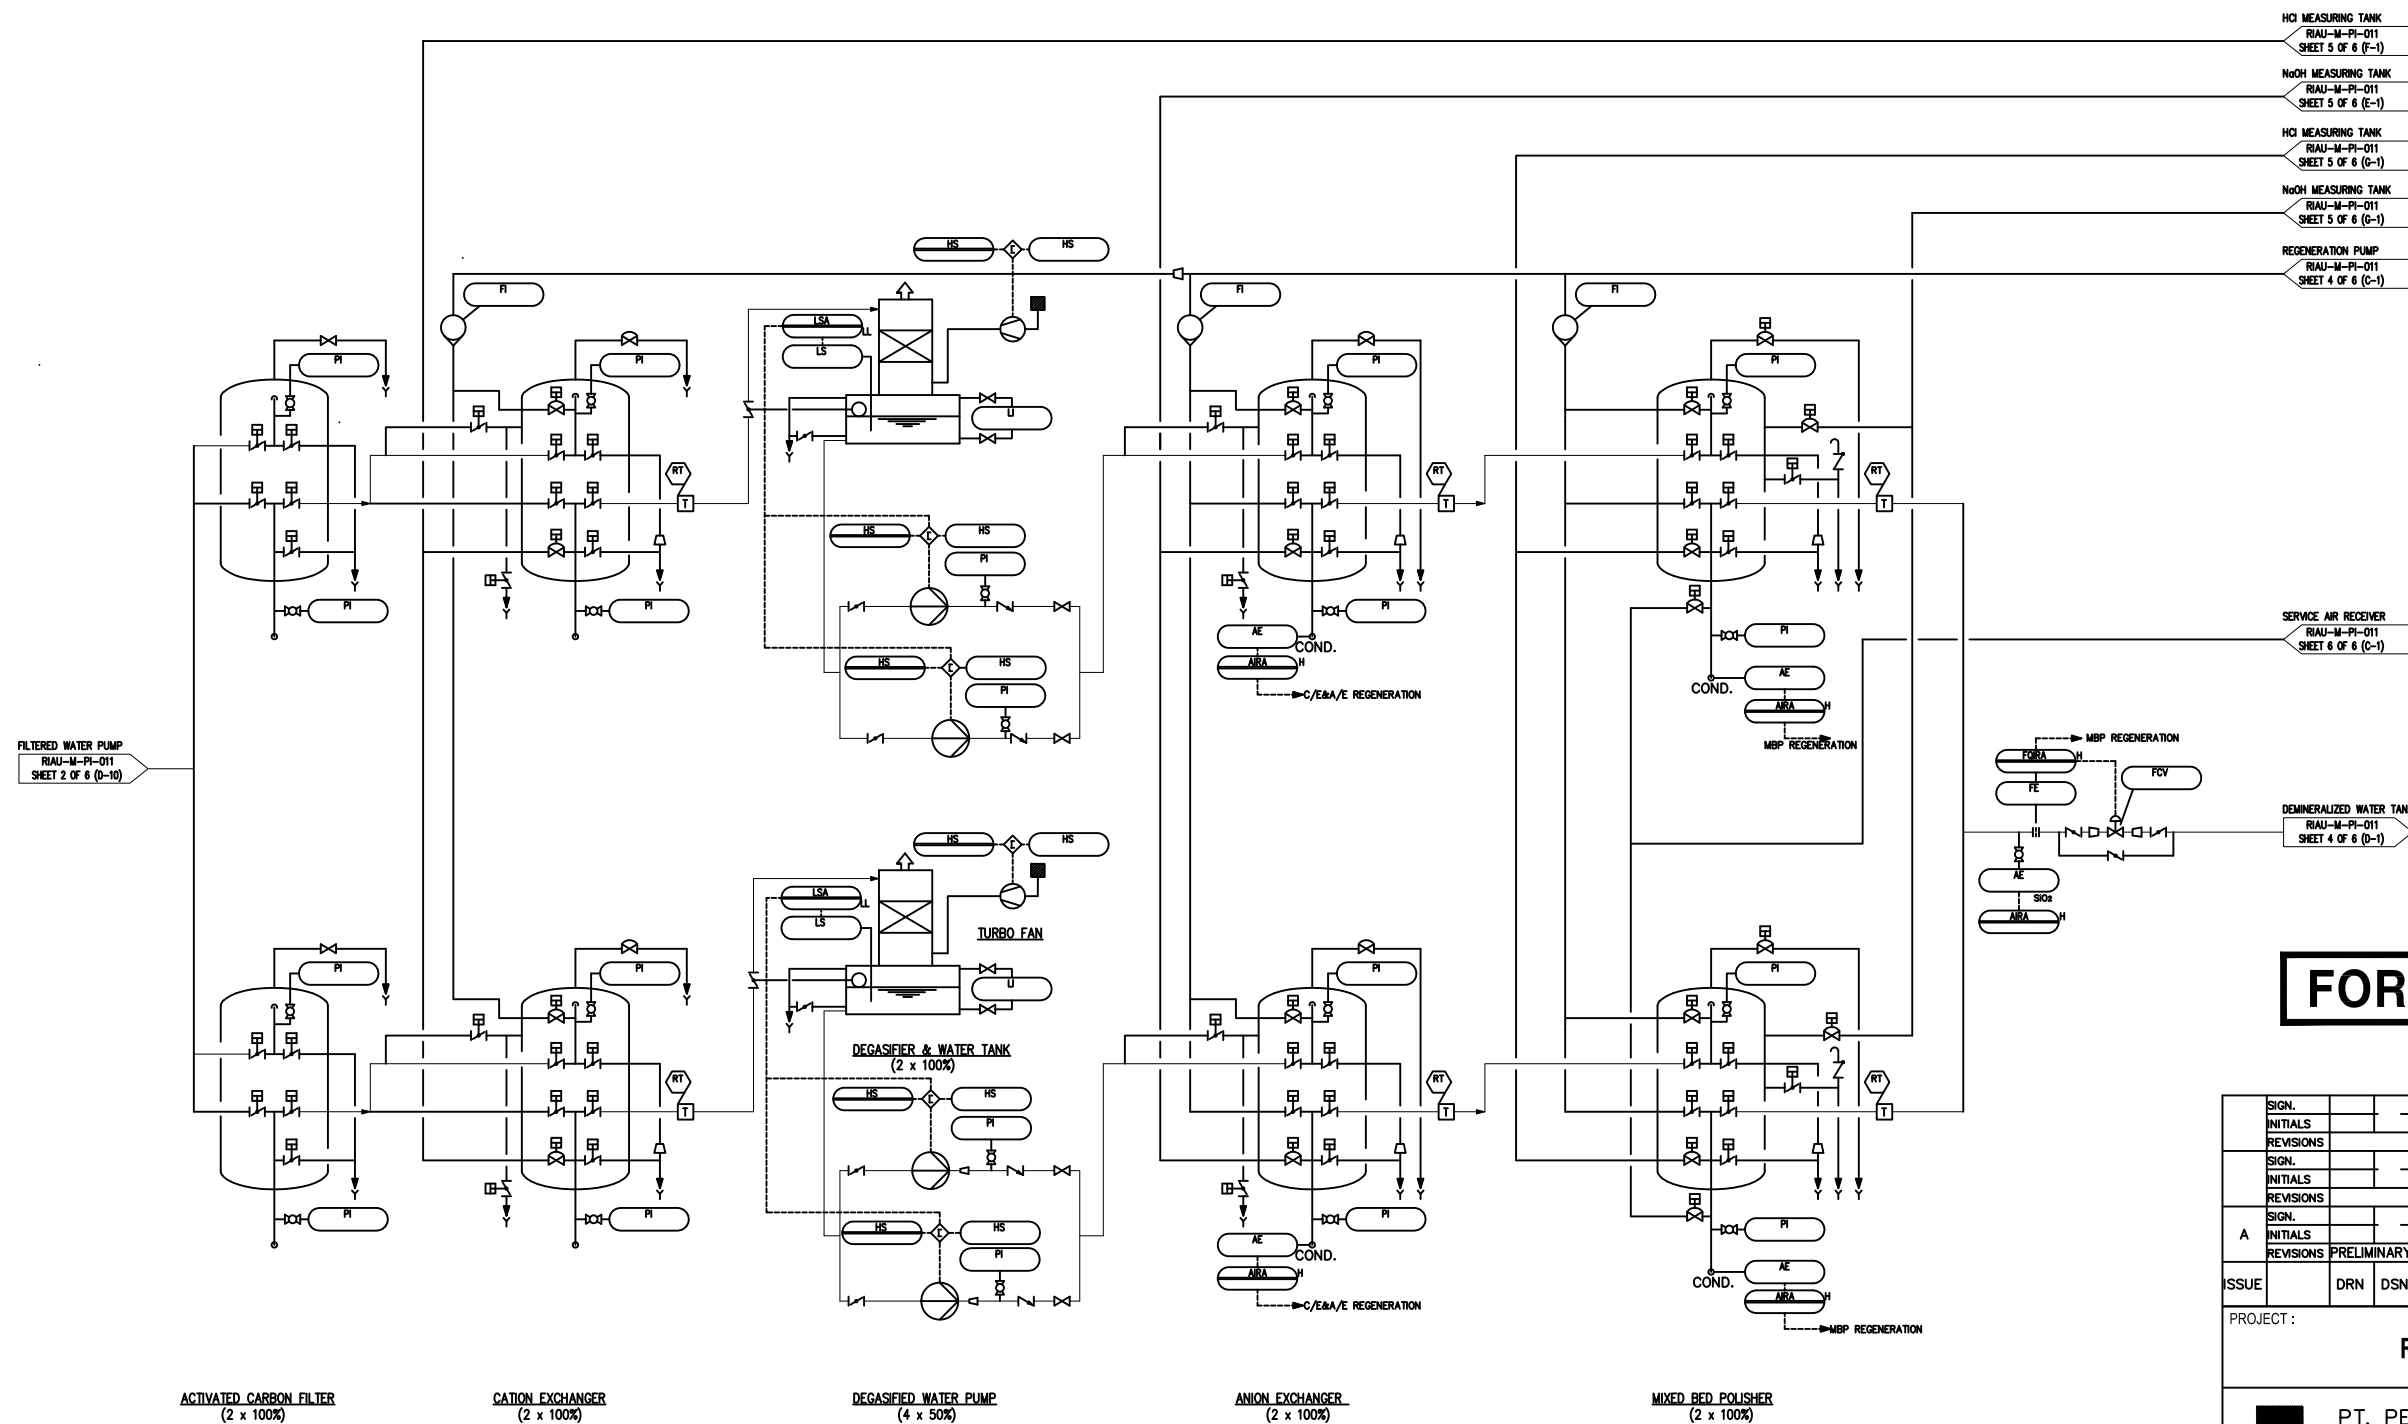 HCl MEASURING TANK
RIAU-M-PI-011
SHEET 5 OF 6 (F-1)
NaOH MEASURING TANK
RIAU-M-PI-011
SHEET 5 OF 6 (E-1)
HCl MEASURING TANK
RIAU-M-PI-011
SHEET 5 OF 6 (G-1)
NaOH MEASURING TANK
RIAU-M-PI-011
SHEET 5 OF 6 (G-1)
REGENERATION PUMP
RIAU-M-PI-011
SHEET 4 OF 6 (C-1)
HS
HS
FI
FI
FI
LSA
LL
LS
PI
PI
PI
PI
LI
RT
RT
RT
T
T
T
HS
HS
PI
PI
PI
PI
AE
COND.
AIRA
H
C/E&A/E REGENERATION
HS
HS
PI
PI
AE
COND.
AIRA
H
MBP REGENERATION
SERVICE AIR RECEIVER
RIAU-M-PI-011
SHEET 6 OF 6 (C-1)
FILTERED WATER PUMP
RIAU-M-PI-011
SHEET 2 OF 6 (D-10)
MBP REGENERATION
FQIRA
H
FE
FCV
DEMINERALIZED WATER TAN
RIAU-M-PI-011
SHEET 4 OF 6 (D-1)
AE
SiO2
AIRA
H
HS
HS
LSA
LL
LS
TURBO FAN
PI
PI
PI
PI
LI
FOR
DEGASIFIER & WATER TANK
(2 x 100%)
RT
RT
RT
T
T
T
HS
HS
PI
PI
PI
PI
PI
HS
HS
PI
AE
COND.
AIRA
H
C/E&A/E REGENERATION
AE
COND.
AIRA
H
MBP REGENERATION
SIGN.
INITIALS
REVISIONS
SIGN.
INITIALS
REVISIONS
SIGN.
A
INITIALS
REVISIONS PRELIMINARY
ISSUE DRN DSN
PROJECT :
PT. PE
ACTIVATED CARBON FILTER
(2 x 100%)
CATION EXCHANGER
(2 x 100%)
DEGASIFIED WATER PUMP
(4 x 50%)
ANION EXCHANGER
(2 x 100%)
MIXED BED POLISHER
(2 x 100%)